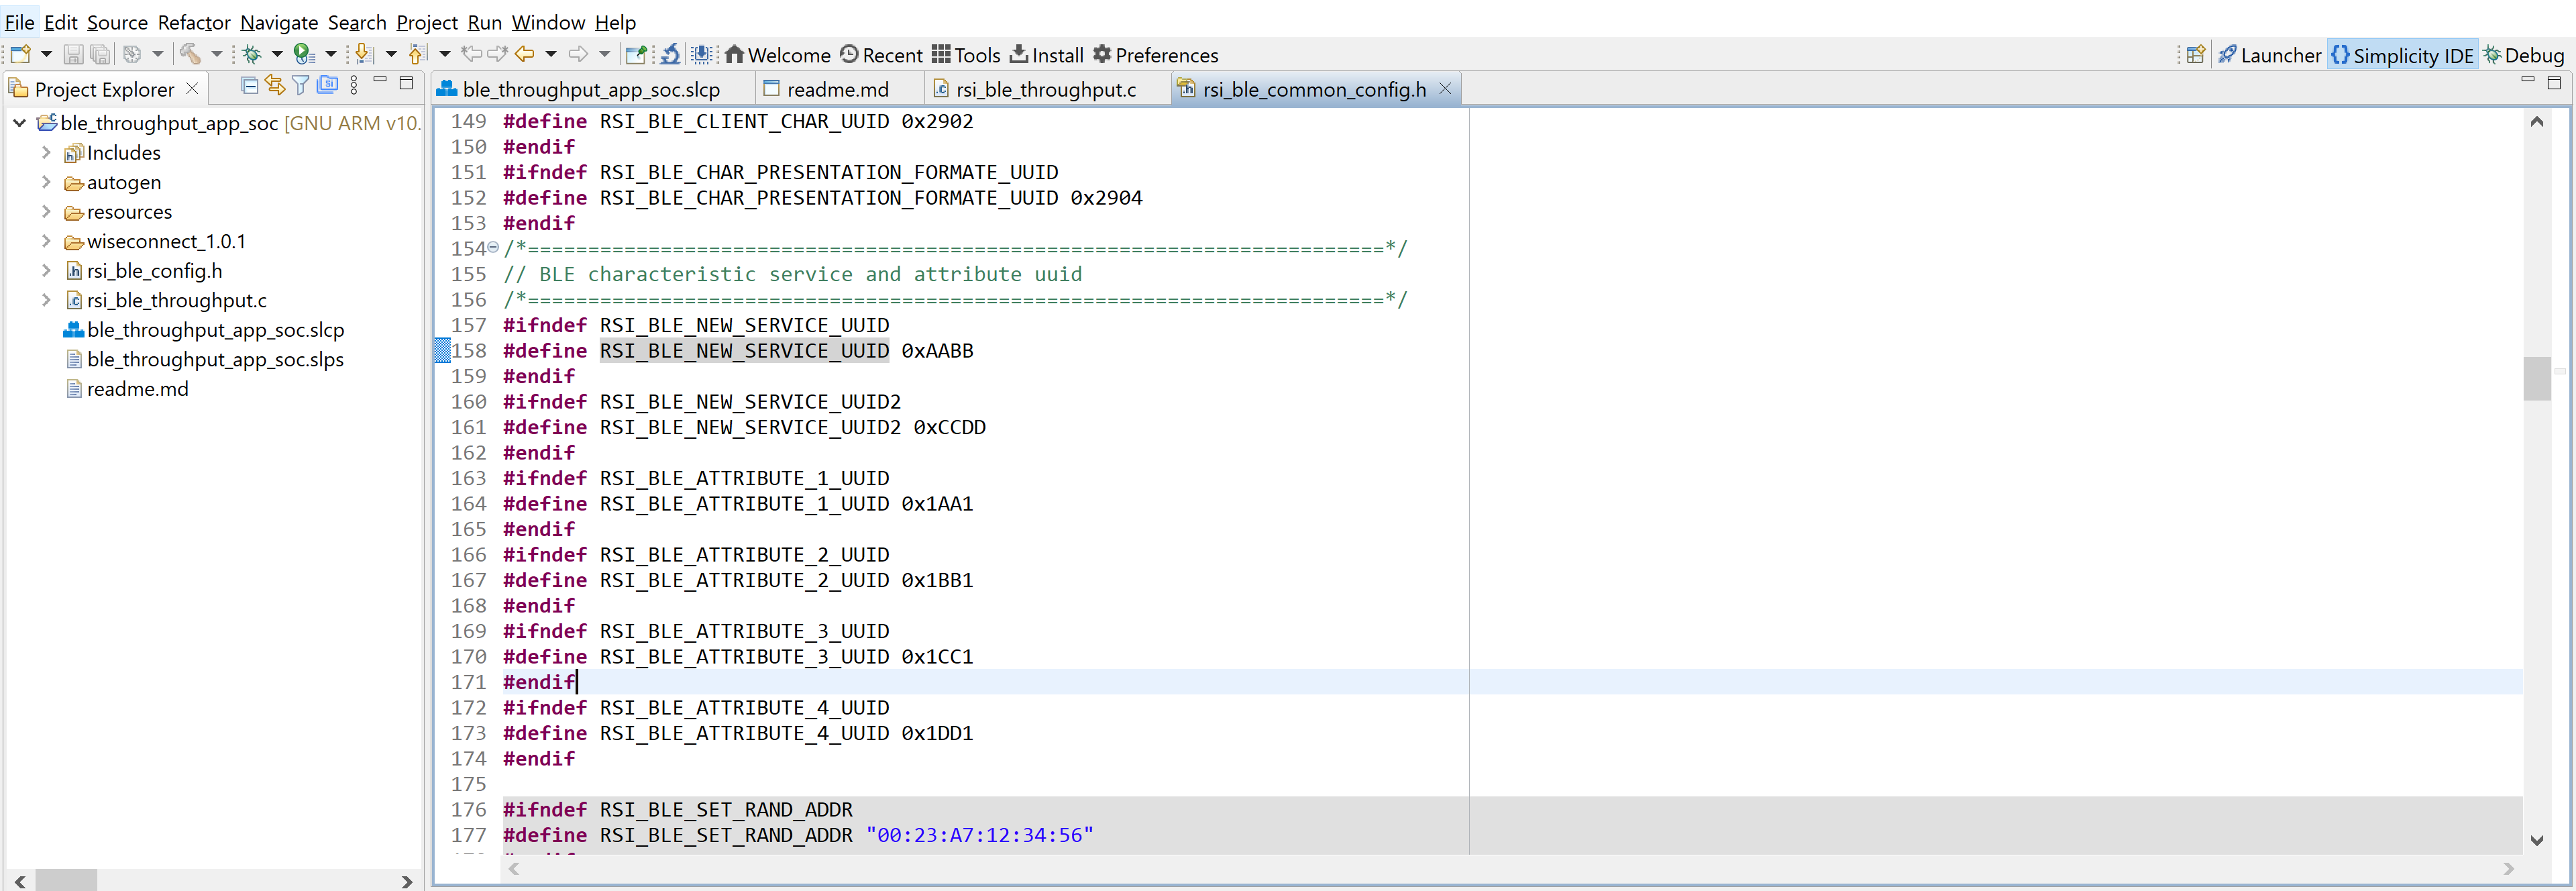 File Edit Source Refactor Navigate Search Project Run Window Help
Welcome Recent Tools Install Preferences Launcher {} Simplicity IDE Debug
Project Explorer
ble_throughput_app_soc [GNU ARM v10.
Includes
autogen
resources
wiseconnect_1.0.1
rsi_ble_config.h
rsi_ble_throughput.c
ble_throughput_app_soc.slcp
ble_throughput_app_soc.slps
readme.md
ble_throughput_app_soc.slcp readme.md rsi_ble_throughput.c rsi_ble_common_config.h
149 #define RSI_BLE_CLIENT_CHAR_UUID 0x2902
150 #endif
151 #ifndef RSI_BLE_CHAR_PRESENTATION_FORMATE_UUID
152 #define RSI_BLE_CHAR_PRESENTATION_FORMATE_UUID 0x2904
153 #endif
154 /*=======================================================================*/
155 // BLE characteristic service and attribute uuid
156 /*=======================================================================*/
157 #ifndef RSI_BLE_NEW_SERVICE_UUID
158 #define RSI_BLE_NEW_SERVICE_UUID 0xAABB
159 #endif
160 #ifndef RSI_BLE_NEW_SERVICE_UUID2
161 #define RSI_BLE_NEW_SERVICE_UUID2 0xCCDD
162 #endif
163 #ifndef RSI_BLE_ATTRIBUTE_1_UUID
164 #define RSI_BLE_ATTRIBUTE_1_UUID 0x1AA1
165 #endif
166 #ifndef RSI_BLE_ATTRIBUTE_2_UUID
167 #define RSI_BLE_ATTRIBUTE_2_UUID 0x1BB1
168 #endif
169 #ifndef RSI_BLE_ATTRIBUTE_3_UUID
170 #define RSI_BLE_ATTRIBUTE_3_UUID 0x1CC1
171 #endif
172 #ifndef RSI_BLE_ATTRIBUTE_4_UUID
173 #define RSI_BLE_ATTRIBUTE_4_UUID 0x1DD1
174 #endif
175
176 #ifndef RSI_BLE_SET_RAND_ADDR
177 #define RSI_BLE_SET_RAND_ADDR "00:23:A7:12:34:56"